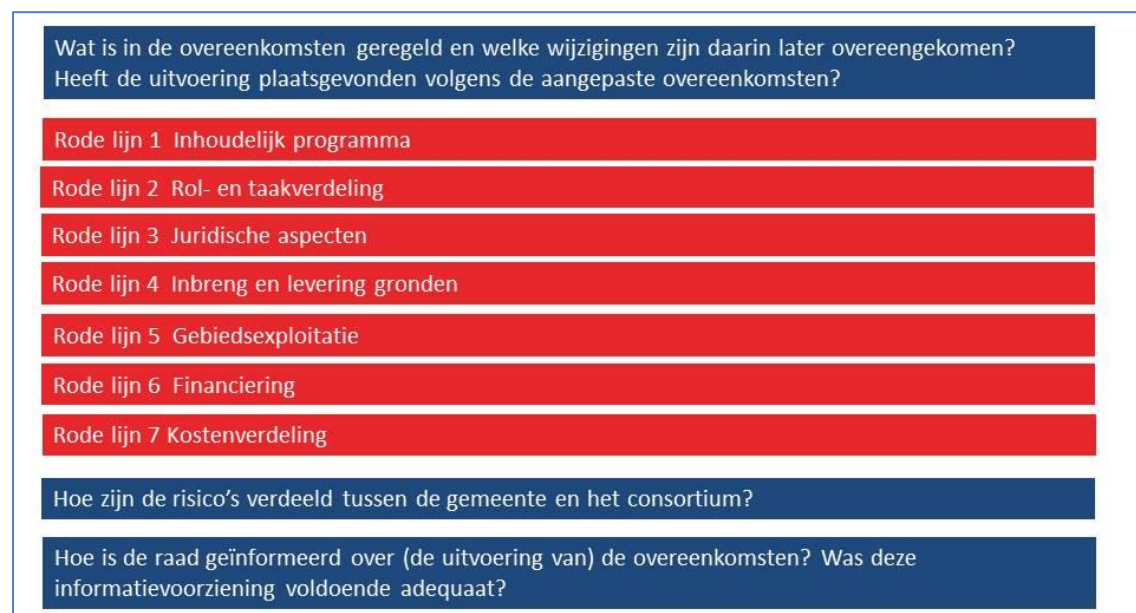 Wat is in de overeenkomsten geregeld en welke wijzigingen zijn daarin later overeengekomen?
Heeft de uitvoering plaatsgevonden volgens de aangepaste overeenkomsten?
Rode lijn 1 Inhoudelijk programma
Rode lijn 2 Rol- en taakverdeling
Rode lijn 3 Juridische aspecten
Rode lijn 4 Inbreng en levering gronden
Rode lijn 5 Gebiedsexploitatie
Rode lijn 6 Financiering
Rode lijn 7 Kostenverdeling
Hoe zijn de risico's verdeeld tussen de gemeente en het consortium?
Hoe is de raad geïnformeerd over (de uitvoering van) de overeenkomsten? Was deze
informatievoorziening voldoende adequaat?